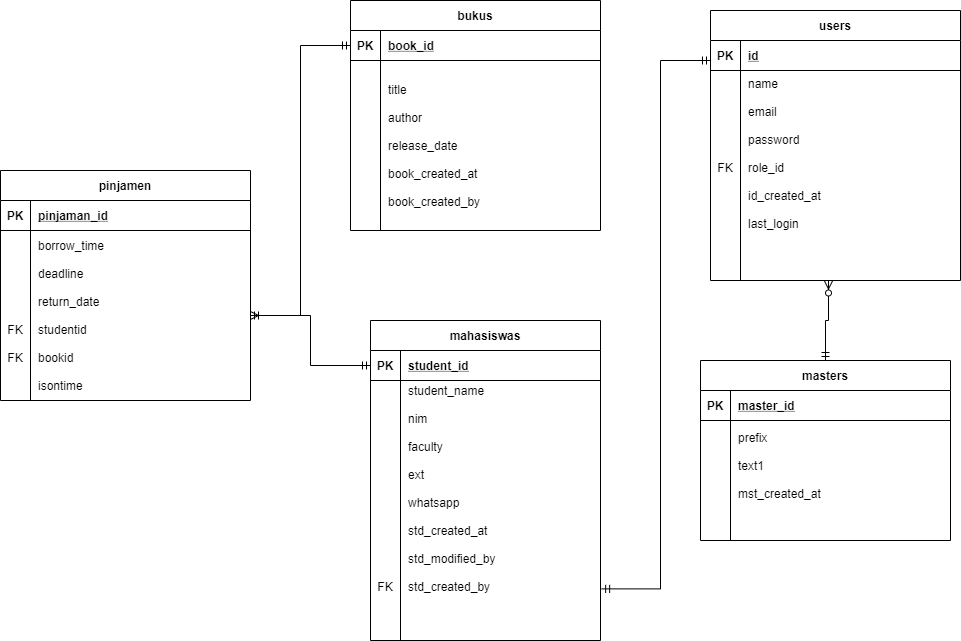 bukus
PK book_id
title
author
release_date
book_created_at
book_created_by
users
PK id
name
email
password
FK role_id
id_created_at
last_login
pinjamen
PK pinjaman_id
borrow_time
deadline
return_date
FK studentid
FK bookid
isontime
mahasiswas
PK student_id
student_name
nim
faculty
ext
whatsapp
std_created_at
std_modified_by
FK std_created_by
masters
PK master_id
prefix
text1
mst_created_at